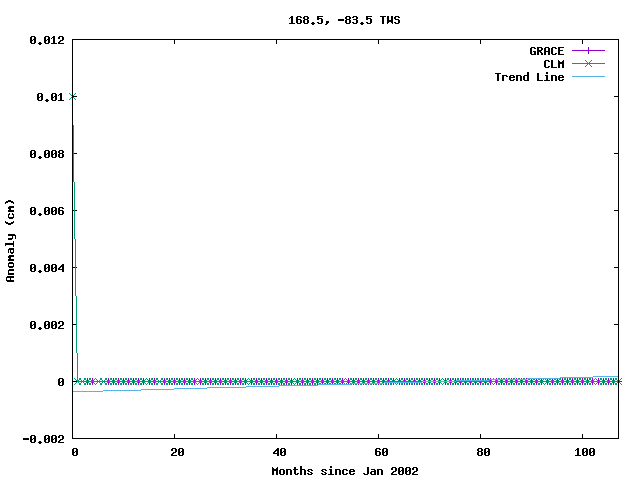 168.5, -83.5 TWS
0.012
0.01
0.008
0.006
0.004
0.002
0
-0.002
Anomaly (cm)
GRACE
CLM
Trend Line
0 20 40 60 80 100
Months since Jan 2002